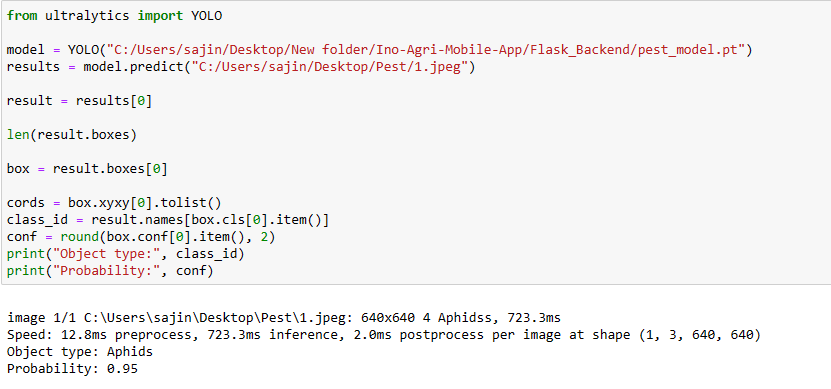 from ultralytics import YOLO
model = YOLO("C:/Users/sajin/Desktop/New folder/Ino-Agri-Mobile-App/Flask_Backend/pest_model.pt")
results = model.predict("C:/Users/sajin/Desktop/Pest/1.jpeg")
result = results[0]
len(result.boxes)
box = result.boxes[0]
cords = box.xyxy[0].tolist()
class_id = result.names[box.cls[0].item()]
conf = round(box.conf[0].item(), 2)
print("Object type:", class_id)
print("Probability:", conf)
image 1/1 C:\Users\sajin\Desktop\Pest\1.jpeg: 640x640 4 Aphidss, 723.3ms
Speed: 12.8ms preprocess, 723.3ms inference, 2.0ms postprocess per image at shape (1, 3, 640, 640)
Object type: Aphids
Probability: 0.95